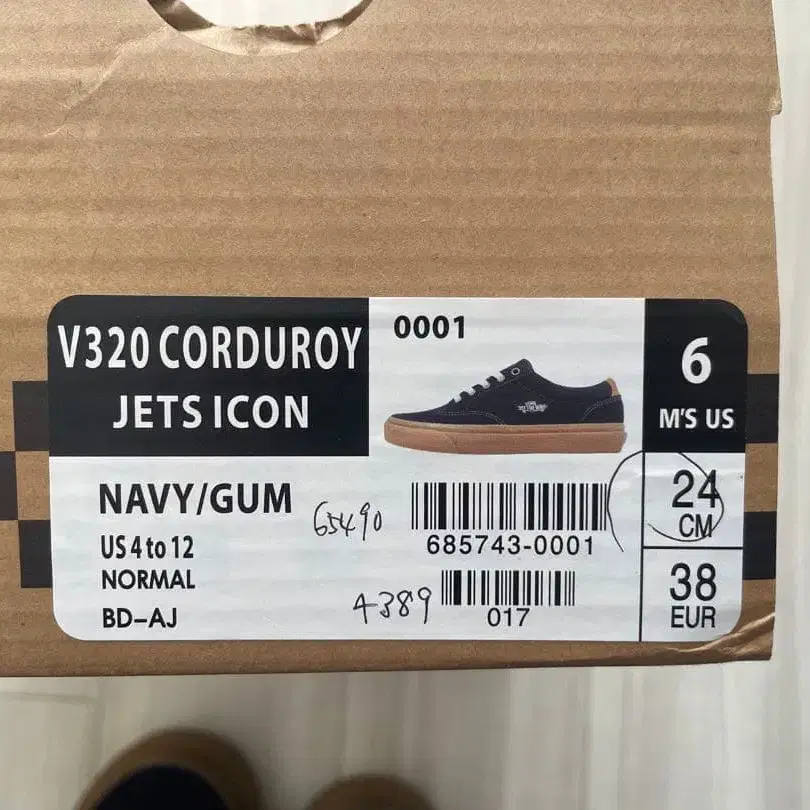 V320 CORDUROY
JETS ICON
0001
6
M'S US
NAVY/GUM
US 4 to 12
NORMAL
BD-AJ
65490
685743-0001
4389
017
24
CM
38
EUR